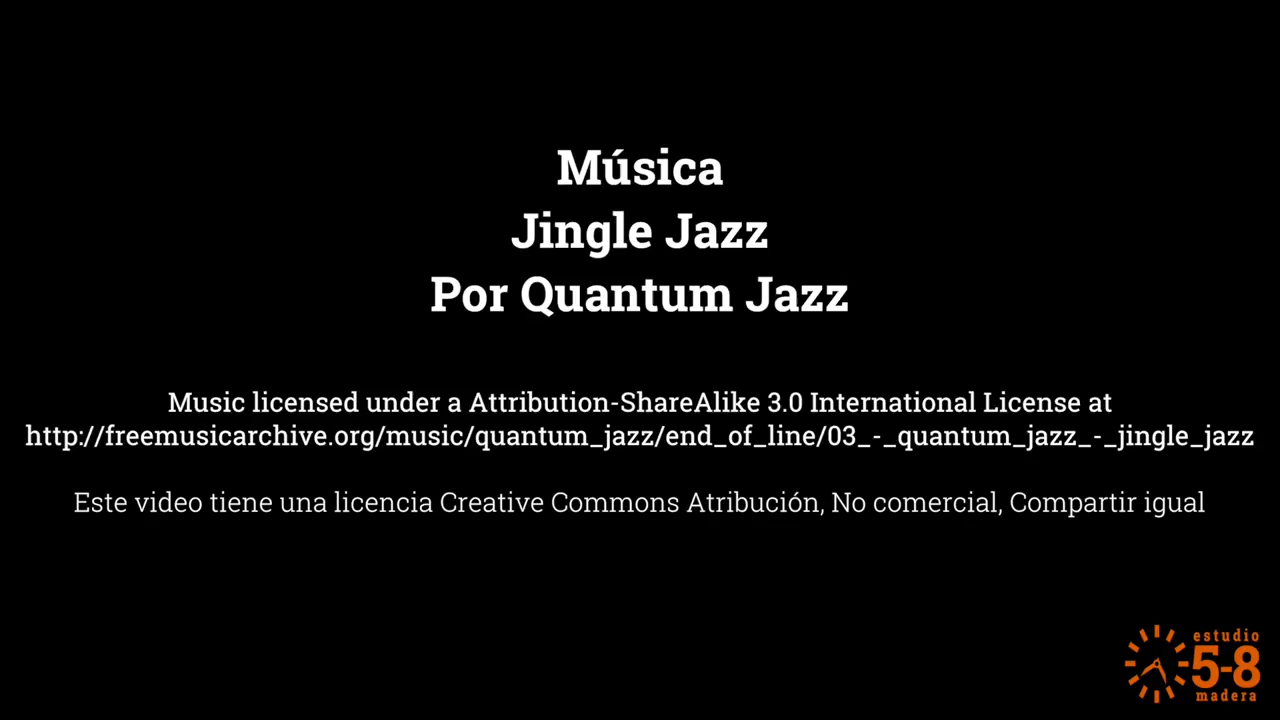 Música
Jingle Jazz
Por Quantum Jazz
Music licensed under a Attribution-ShareAlike 3.0 International License at
http://freemusicarchive.org/music/quantum_jazz/end_of_line/03_-_quantum_jazz_-_jingle_jazz
Este video tiene una licencia Creative Commons Atribución, No comercial, Compartir igual
estudio
5-8
madera